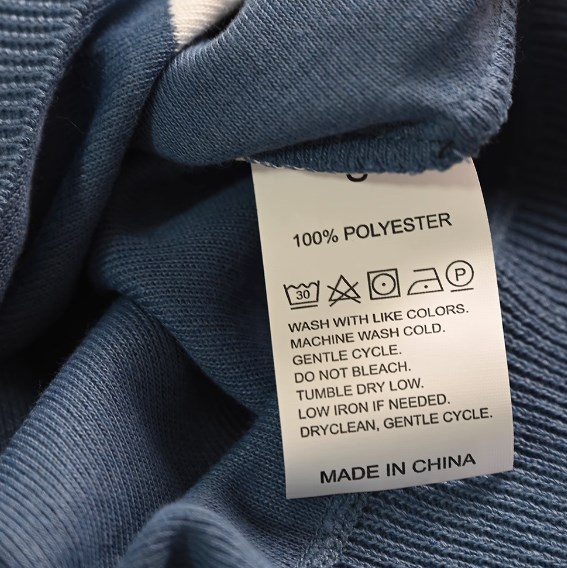 100% POLYESTER
30 P
WASH WITH LIKE COLORS.
MACHINE WASH COLD.
GENTLE CYCLE.
DO NOT BLEACH.
TUMBLE DRY LOW.
LOW IRON IF NEEDED.
DRYCLEAN, GENTLE CYCLE.
MADE IN CHINA